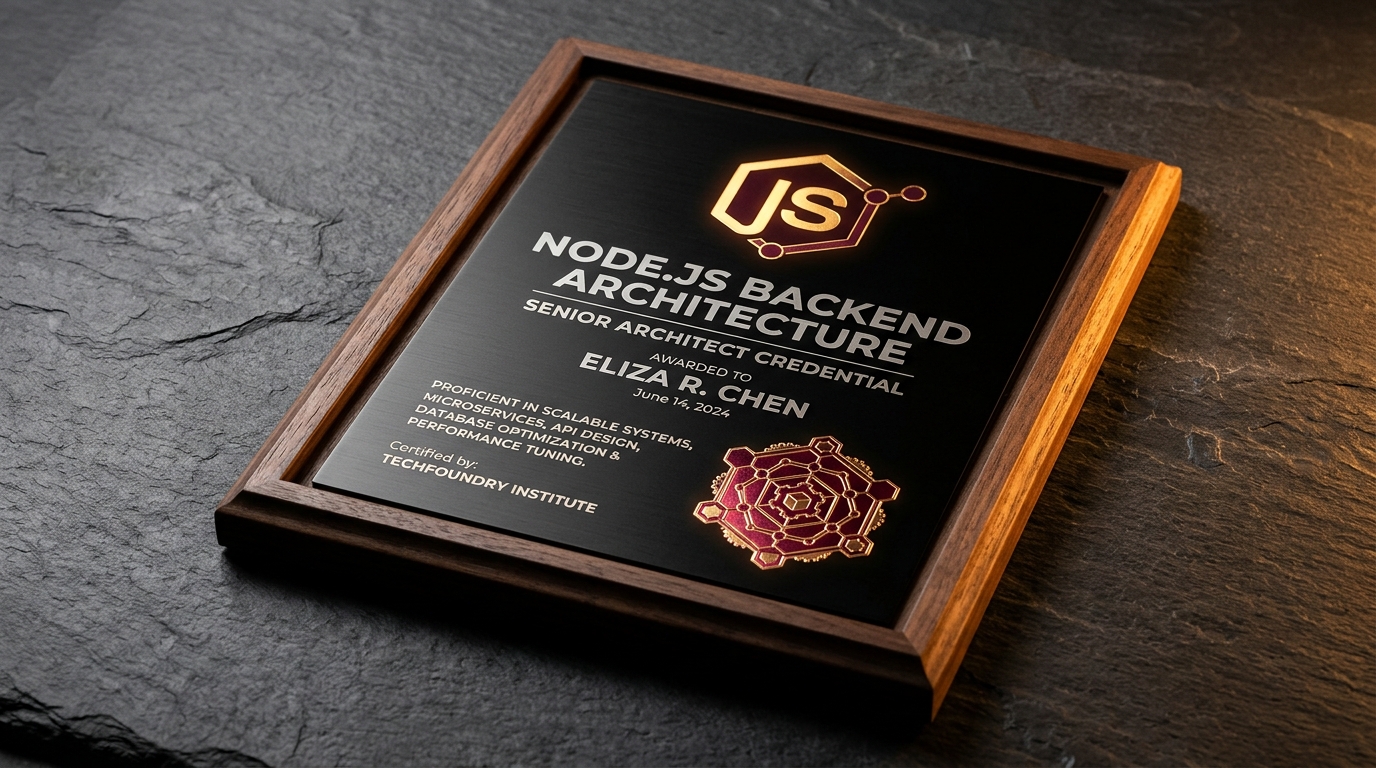 JS
NODE.JS BACKEND
ARCHITECTURE
SENIOR ARCHITECT CREDENTIAL
AWARDED TO
ELIZA R. CHEN
June 14, 2024
PROFICIENT IN SCALABLE SYSTEMS,
MICROSERVICES, API DESIGN,
DATABASE OPTIMIZATION &
PERFORMANCE TUNING.
Certified by:
TECHFOUNDRY INSTITUTE